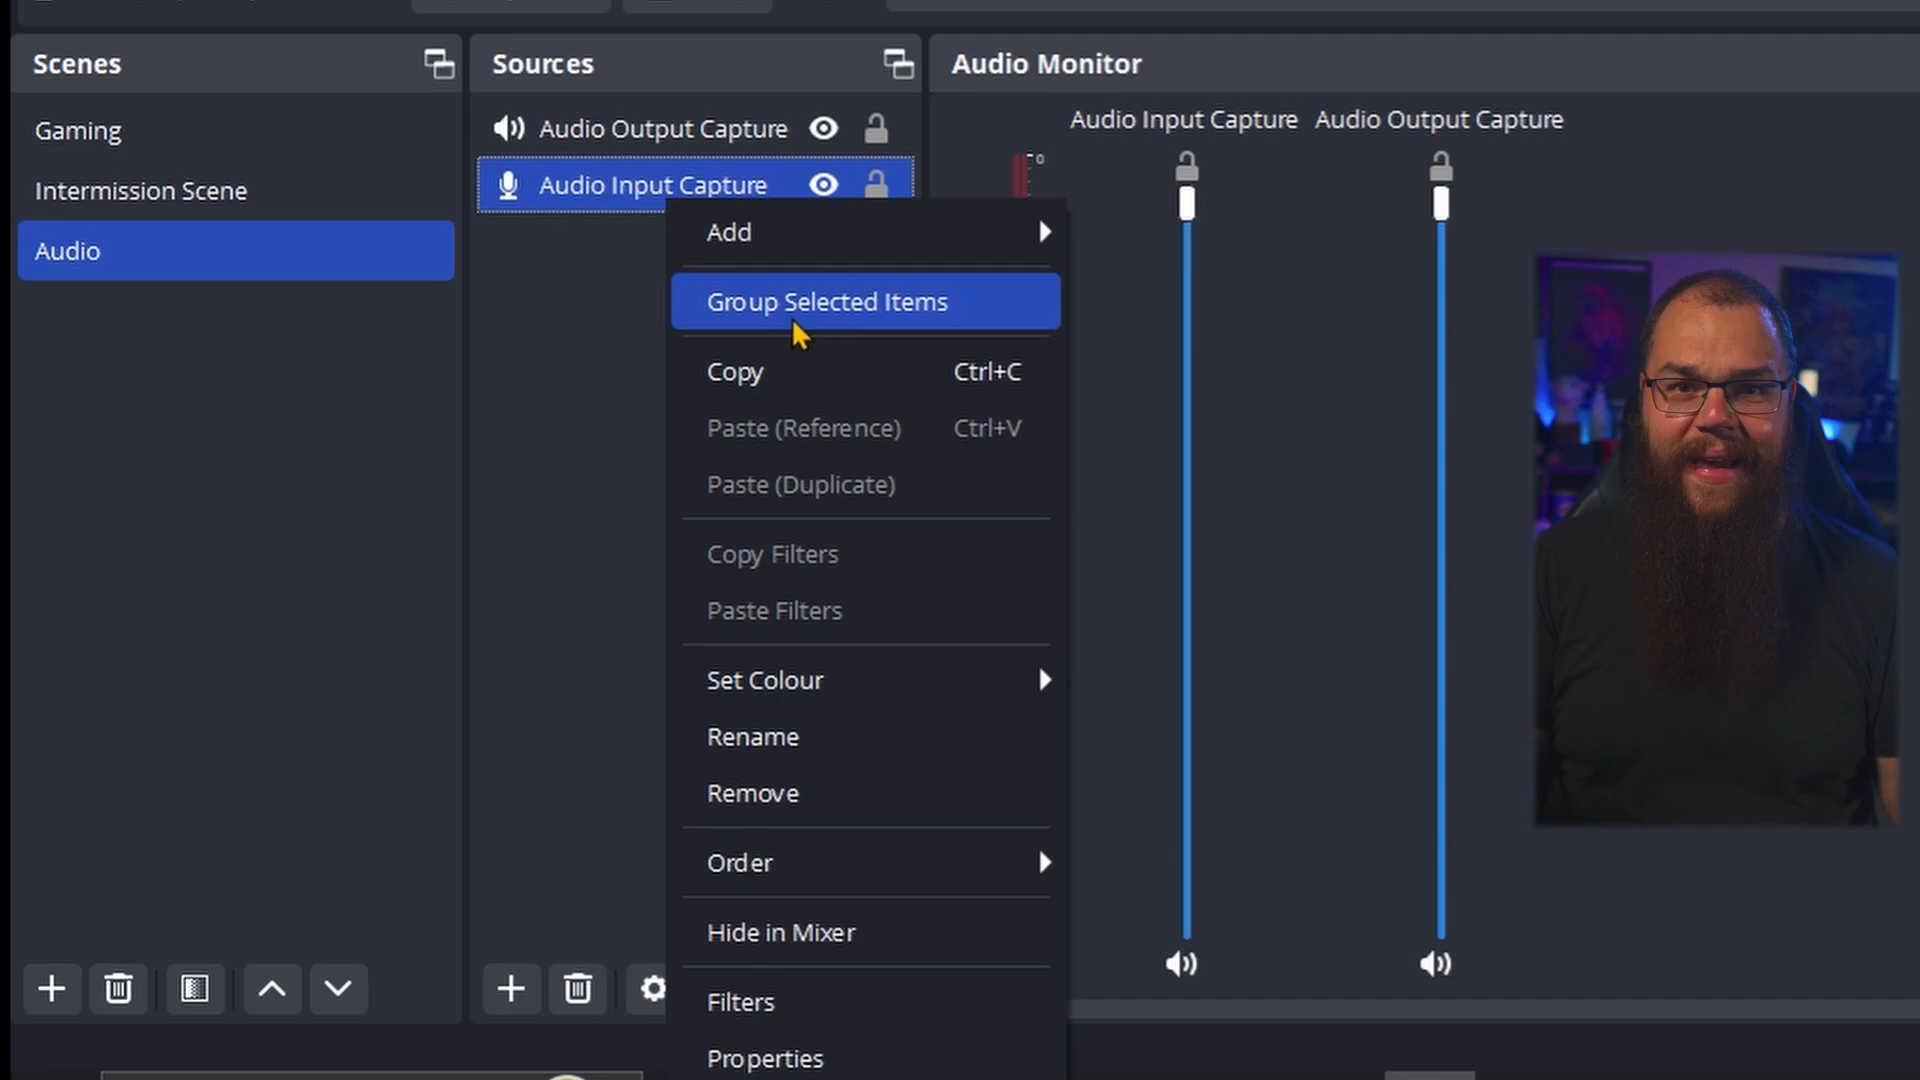 Scenes
Gaming
Intermission Scene
Audio
Sources
Audio Output Capture
Audio Input Capture
Add
Group Selected Items
Copy Ctrl+C
Paste (Reference) Ctrl+V
Paste (Duplicate)
Copy Filters
Paste Filters
Set Colour
Rename
Remove
Order
Hide in Mixer
Filters
Properties
Audio Monitor
Audio Input Capture Audio Output Capture
0